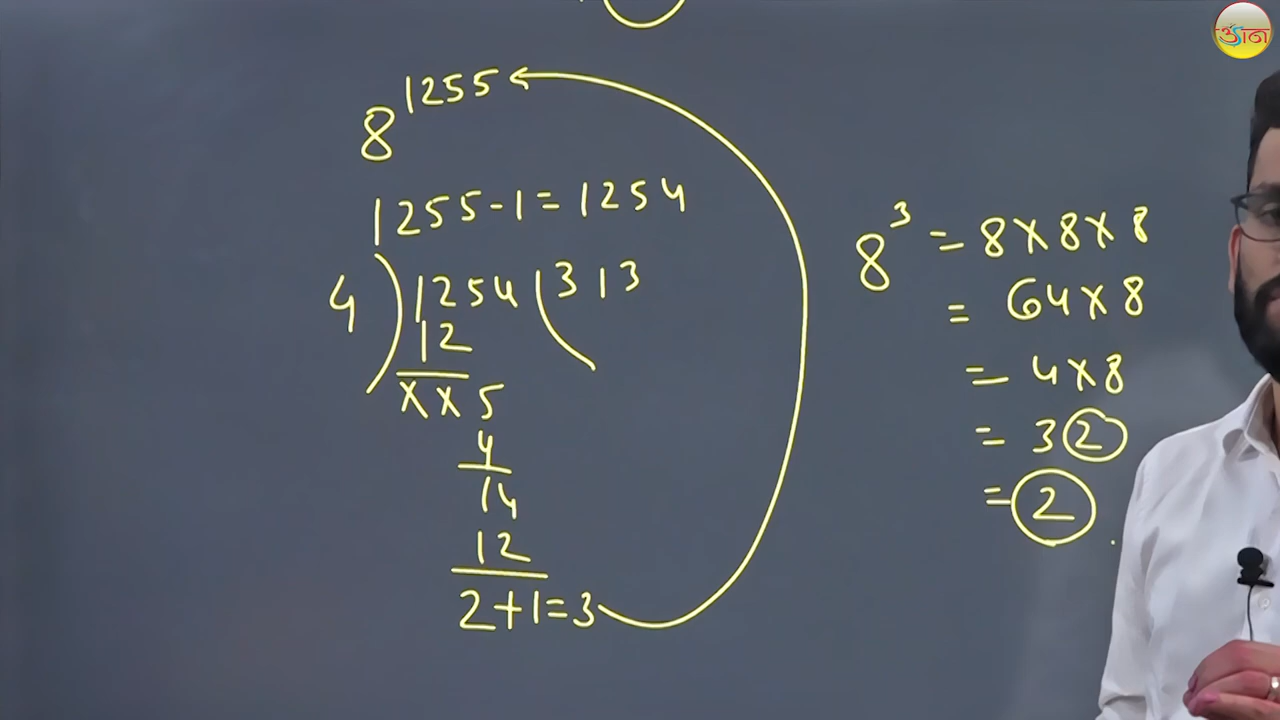 ज्ञान
8^1255
1255-1=1254
4)1254(313
12
xx5
4
14
12
2+1=3
8^3 = 8x8x8
= 64x8
= 4x8
= 32
= 2